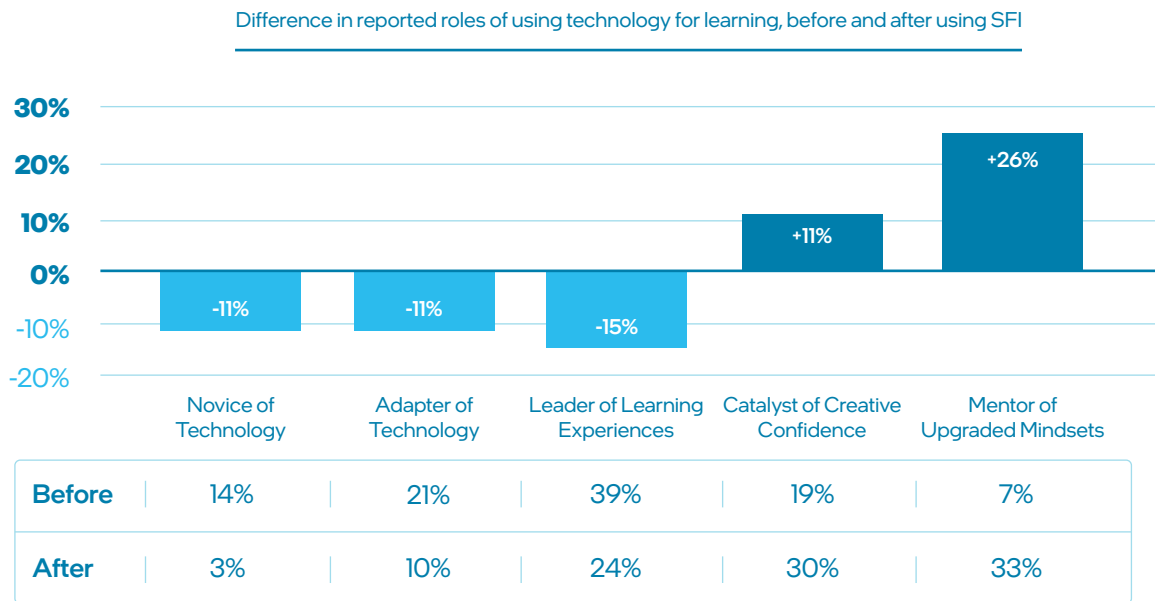 Difference in reported roles of using technology for learning, before and after using SFI
30%
20%
10%
0%
-10%
-20%
+26%
+11%
-11%
-11%
-15%
Novice of
Technology
Adapter of
Technology
Leader of Learning
Experiences
Catalyst of Creative
Confidence
Mentor of
Upgraded Mindsets
Before 14% 21% 39% 19% 7%
After 3% 10% 24% 30% 33%